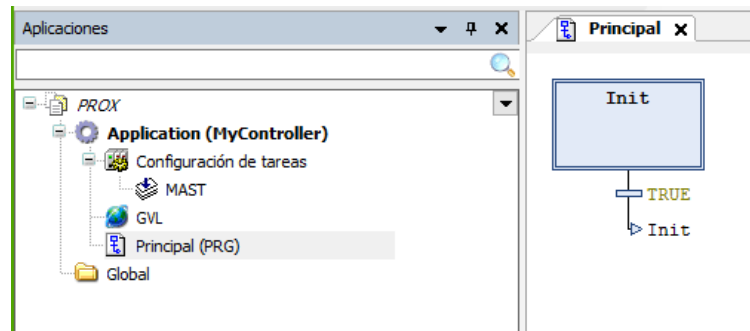 Aplicaciones
PROX
Application (MyController)
Configuración de tareas
MAST
GVL
Principal (PRG)
Global
Principal
Init
TRUE
Init